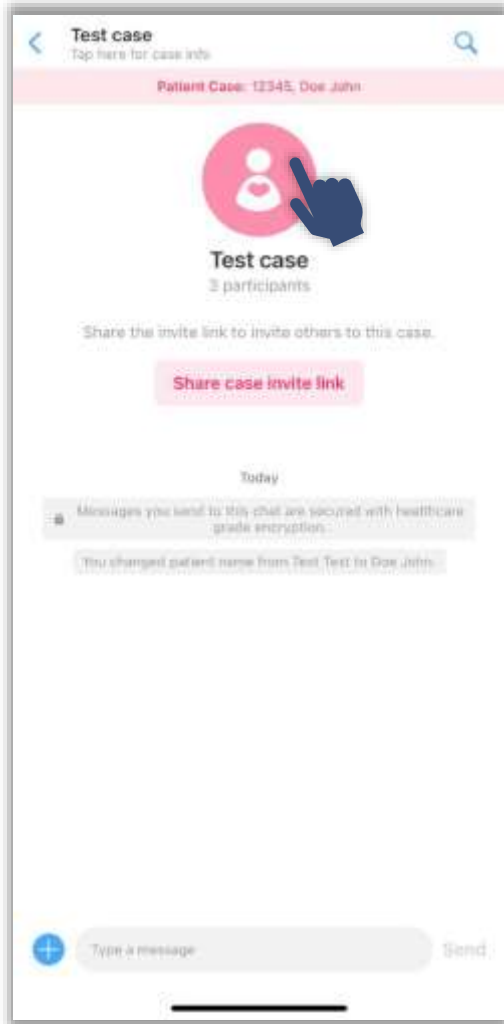 Test case
Tap here for case info
Patient Case: 12345, Doe John
Test case
3 participants
Share the invite link to invite others to this case.
Share case invite link
Today
Messages you send to this chat are secured with healthcare
grade encryption.
You changed patient name from Test Test to Doe John.
Type a message
Send